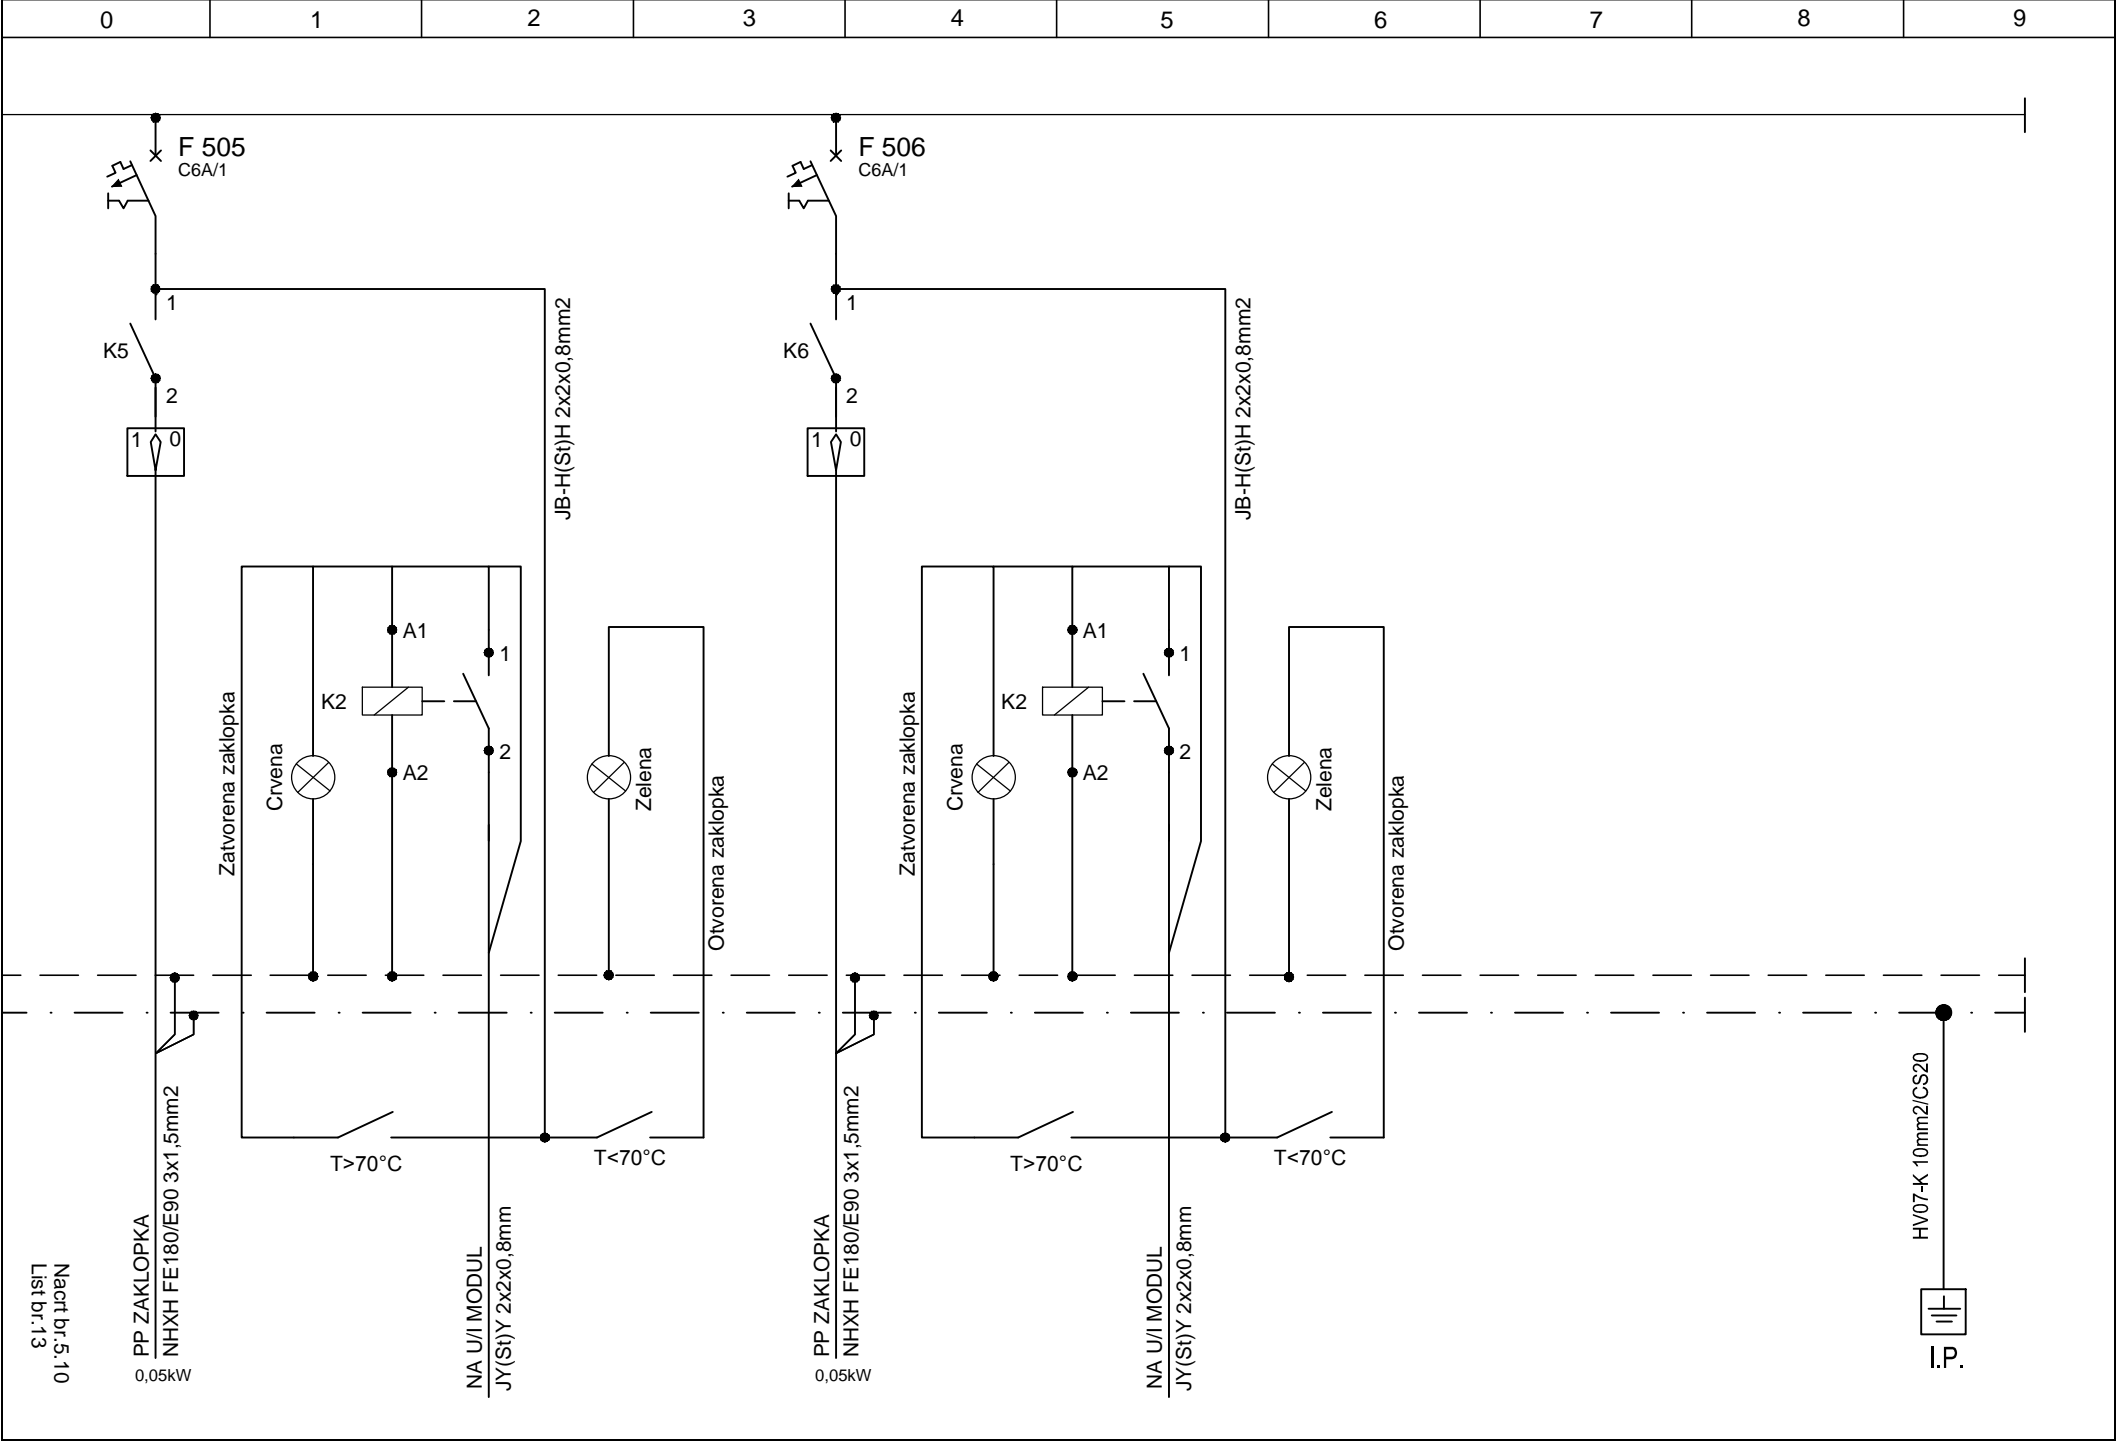 0 1 2 3 4 5 6 7 8 9
F 505
C6A/1
F 506
C6A/1
1
K5
2
1 0
JB-H(St)H 2x2x0,8mm2
1
K6
2
1 0
JB-H(St)H 2x2x0,8mm2
Zatvorena zaklopka
Crvena
K2
A1
A2
1
2
Zelena
Otvorena zaklopka
Zatvorena zaklopka
Crvena
K2
A1
A2
1
2
Zelena
Otvorena zaklopka
T>70°C
T<70°C
T>70°C
T<70°C
Nacrt br.5.10
List br.13
PP ZAKLOPKA
NHXH FE180/E90 3x1,5mm2
0,05kW
NA U/I MODUL
JY(St)Y 2x2x0,8mm
PP ZAKLOPKA
NHXH FE180/E90 3x1,5mm2
0,05kW
NA U/I MODUL
JY(St)Y 2x2x0,8mm
HV07-K 10mm2/CS20
I.P.